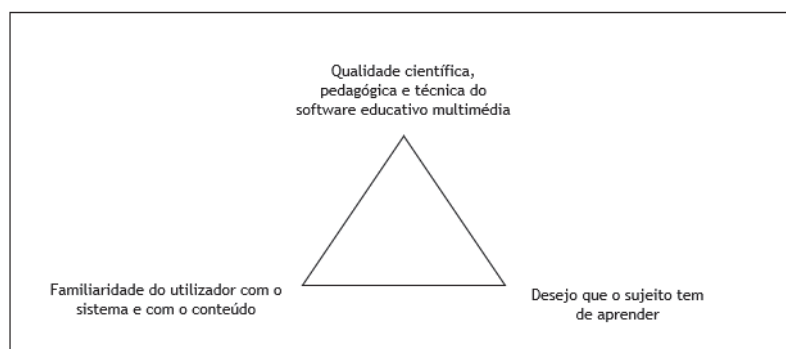 Qualidade científica,
pedagógica e técnica do
software educativo multimédia
Familiaridade do utilizador com o
sistema e com o conteúdo
Desejo que o sujeito tem
de aprender